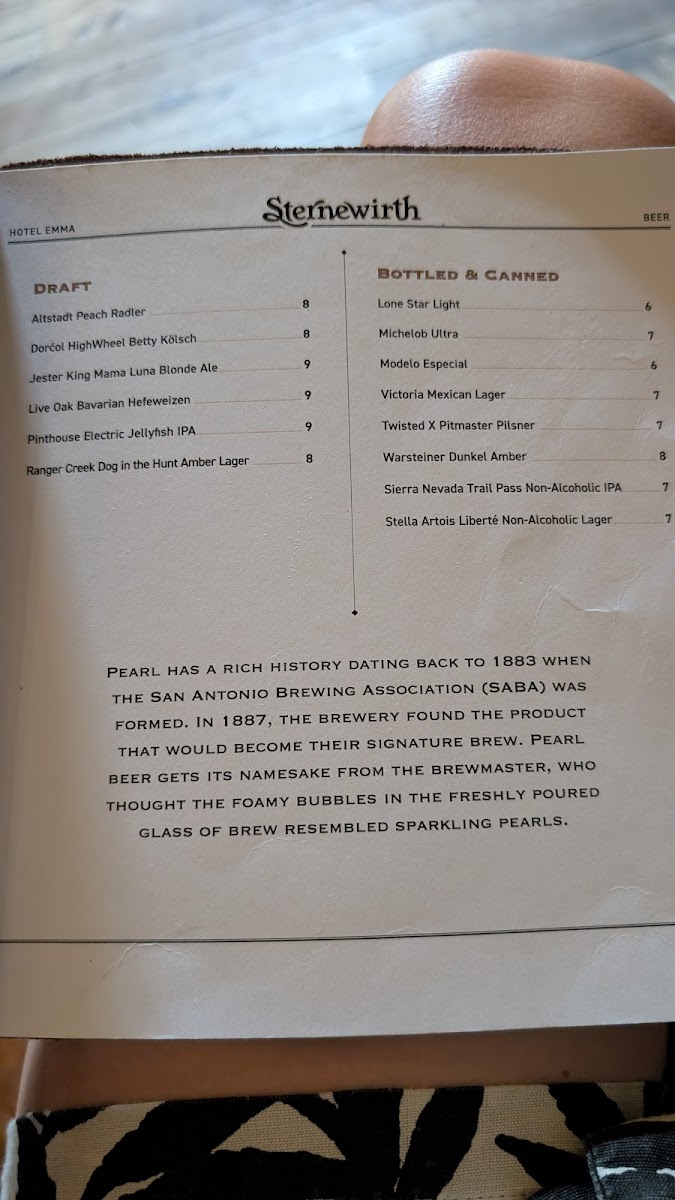 HOTEL EMMA
Sternewirth
BEER
DRAFT
Altstadt Peach Radler 8
Dorćol HighWheel Betty Kölsch 8
Jester King Mama Luna Blonde Ale 9
Live Oak Bavarian Hefeweizen 9
Pinthouse Electric Jellyfish IPA 9
Ranger Creek Dog in the Hunt Amber Lager 8
BOTTLED & CANNED
Lone Star Light 6
Michelob Ultra 7
Modelo Especial 6
Victoria Mexican Lager 7
Twisted X Pitmaster Pilsner 7
Warsteiner Dunkel Amber 8
Sierra Nevada Trail Pass Non-Alcoholic IPA 7
Stella Artois Liberté Non-Alcoholic Lager 7
PEARL HAS A RICH HISTORY DATING BACK TO 1883 WHEN
THE SAN ANTONIO BREWING ASSOCIATION (SABA) WAS
FORMED. IN 1887, THE BREWERY FOUND THE PRODUCT
THAT WOULD BECOME THEIR SIGNATURE BREW. PEARL
BEER GETS ITS NAMESAKE FROM THE BREWMASTER, WHO
THOUGHT THE FOAMY BUBBLES IN THE FRESHLY POURED
GLASS OF BREW RESEMBLED SPARKLING PEARLS.